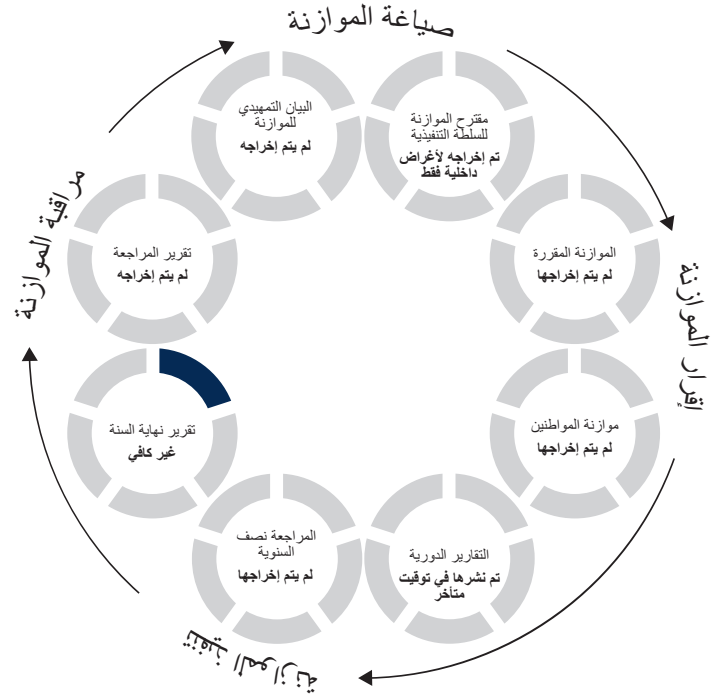 صياغة الموازنة
البيان التمهيدي
للموازنة
لم يتم إخراجه
مقترح الموازنة
للسلطة التنفيذية
تم إخراجه لأغراض
داخلية فقط
إقرار الموازنة
الموازنة المقررة
لم يتم إخراجها
موازنة المواطنين
لم يتم إخراجها
تنفيذ الموازنة
التقارير الدورية
تم نشرها في توقيت
متأخر
المراجعة نصف
السنوية
لم يتم إخراجها
تقرير نهاية السنة
غير كافي
مراقبة الموازنة
تقرير المراجعة
لم يتم إخراجه